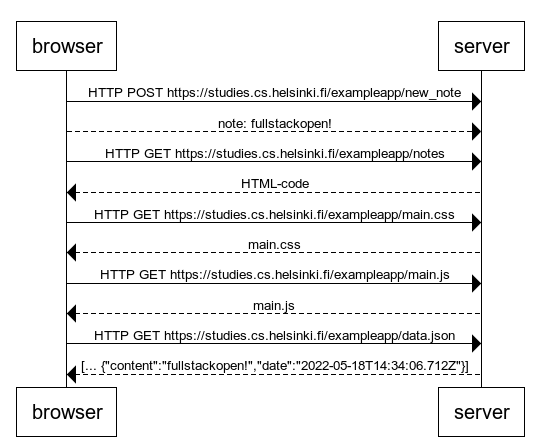 browser server
HTTP POST https://studies.cs.helsinki.fi/exampleapp/new_note
note: fullstackopen!
HTTP GET https://studies.cs.helsinki.fi/exampleapp/notes
HTML-code
HTTP GET https://studies.cs.helsinki.fi/exampleapp/main.css
main.css
HTTP GET https://studies.cs.helsinki.fi/exampleapp/main.js
main.js
HTTP GET https://studies.cs.helsinki.fi/exampleapp/data.json
[... {"content":"fullstackopen!","date":"2022-05-18T14:34:06.712Z"}]
browser server